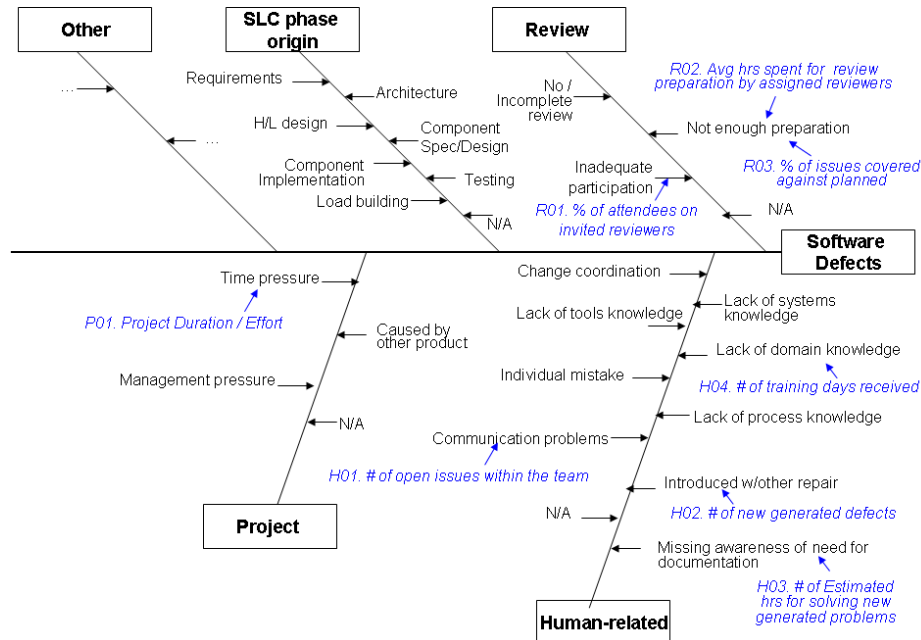 Other
SLC phase
origin
Review
Requirements
Architecture
H/L design
Component
Spec/Design
Component
Implementation
Testing
Load building
N/A
...
...
No /
Incomplete
review
R02. Avg hrs spent for review
preparation by assigned reviewers
Not enough preparation
R03. % of issues covered
against planned
Inadequate
participation
R01. % of attendees on
invited reviewers
N/A
Software
Defects
Time pressure
P01. Project Duration / Effort
Caused by
other product
Management pressure
N/A
Project
Change coordination
Lack of systems
knowledge
Lack of tools knowledge
Lack of domain knowledge
H04. # of training days received
Individual mistake
Lack of process knowledge
Communication problems
H01. # of open issues within the team
Introduced w/other repair
H02. # of new generated defects
N/A
Missing awareness of need for
documentation
H03. # of Estimated
hrs for solving new
generated problems
Human-related